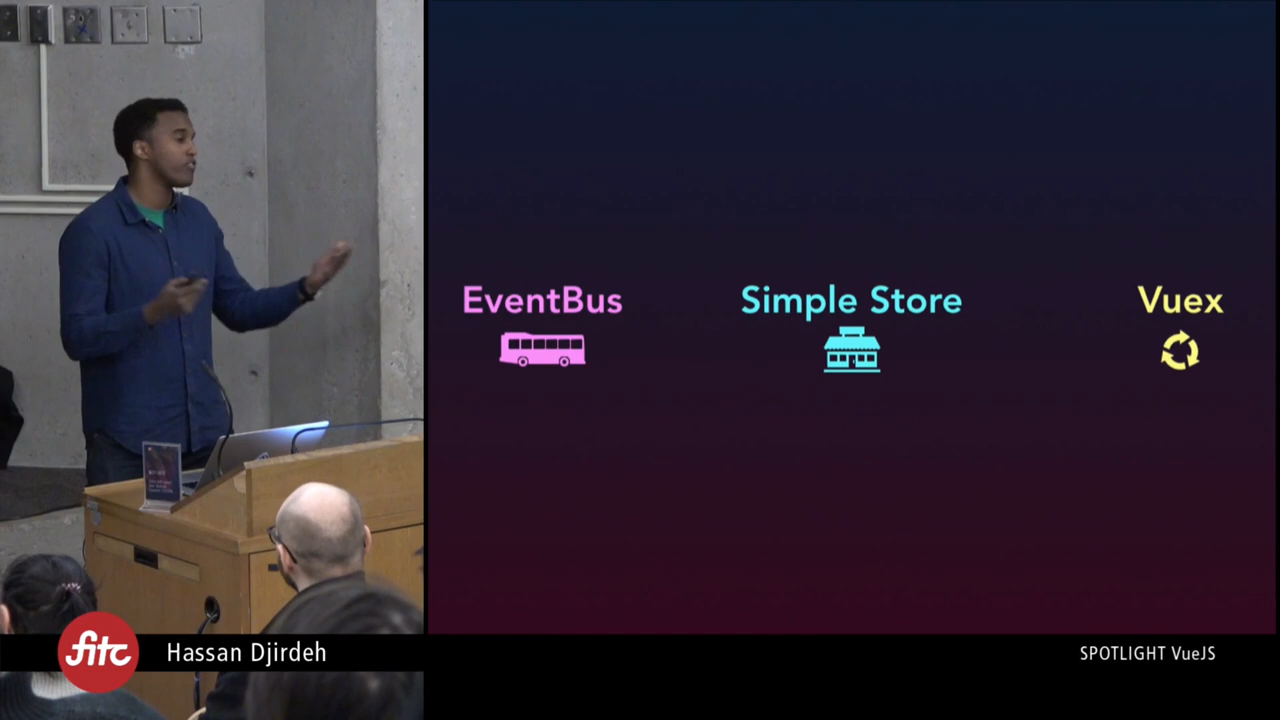 EventBus
Simple Store
Vuex
fitc
Hassan Djirdeh
SPOTLIGHT VueJS